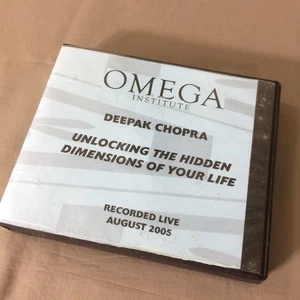 OMEGA
INSTITUTE
DEEPAK CHOPRA
UNLOCKING THE HIDDEN
DIMENSIONS OF YOUR LIFE
RECORDED LIVE
AUGUST 2005